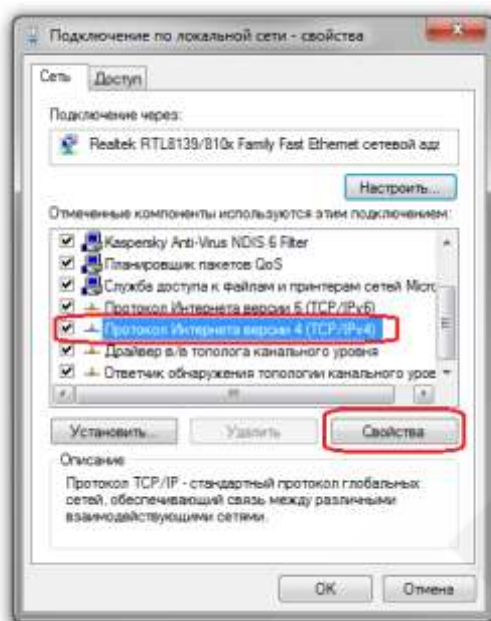 Подключение по локальной сети - свойства
Сеть Доступ
Подключение через:
Realtek RTL8139/810x Family Fast Ethernet сетевой ада
Настроить...
Отмеченные компоненты используются этим подключением:
Kaspersky Anti-Virus NDIS 6 Filter
Планировщик пакетов QoS
Служба доступа к файлам и принтерам сетей Micro
Протокол Интернета версии 6 (TCP/IPv6)
Протокол Интернета версии 4 (TCP/IPv4)
Драйвер в/в тополога канального уровня
Ответчик обнаружения топологии канального уров
Установить... Удалить Свойства
Описание
Протокол TCP/IP - стандартный протокол глобальных
сетей, обеспечивающий связь между различными
взаимодействующими сетями.
OK Отмена